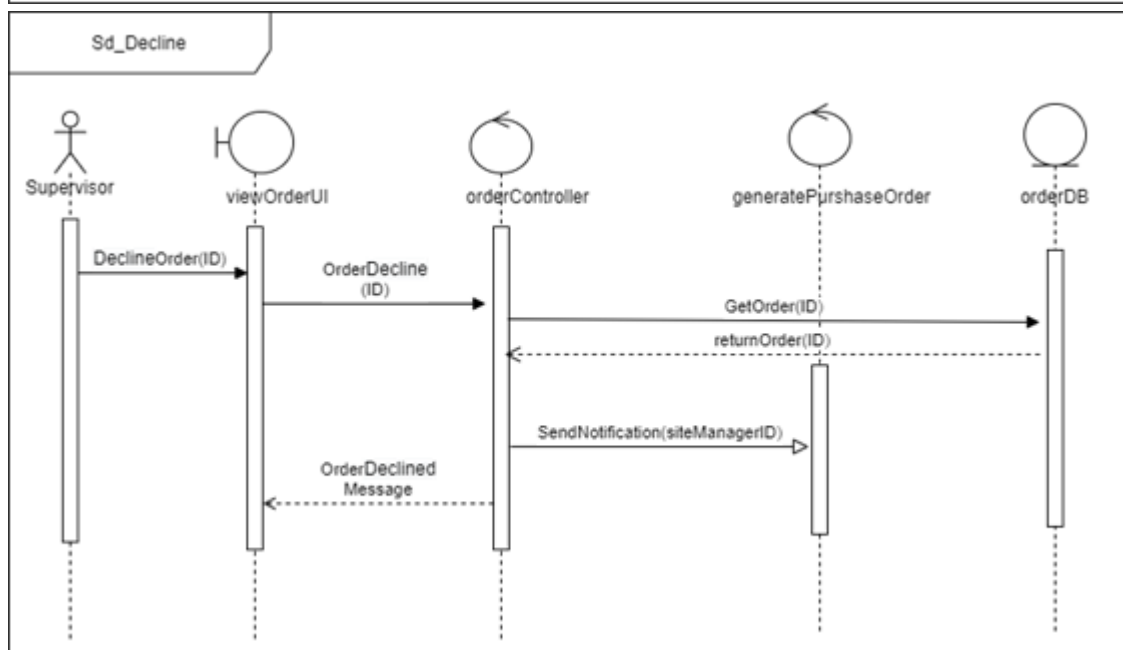 Sd_Decline
Supervisor
viewOrderUI
orderController
generatePurshaseOrder
orderDB
DeclineOrder(ID)
OrderDecline
(ID)
GetOrder(ID)
returnOrder(ID)
SendNotification(siteManagerID)
OrderDeclined
Message